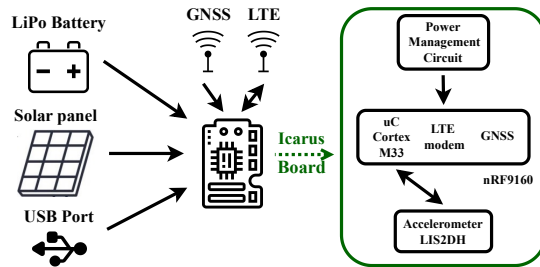 LiPo Battery
GNSS
LTE
Solar panel
USB Port
Icarus
Board
Power
Management
Circuit
uC
Cortex
M33
LTE
modem
GNSS
nRF9160
Accelerometer
LIS2DH